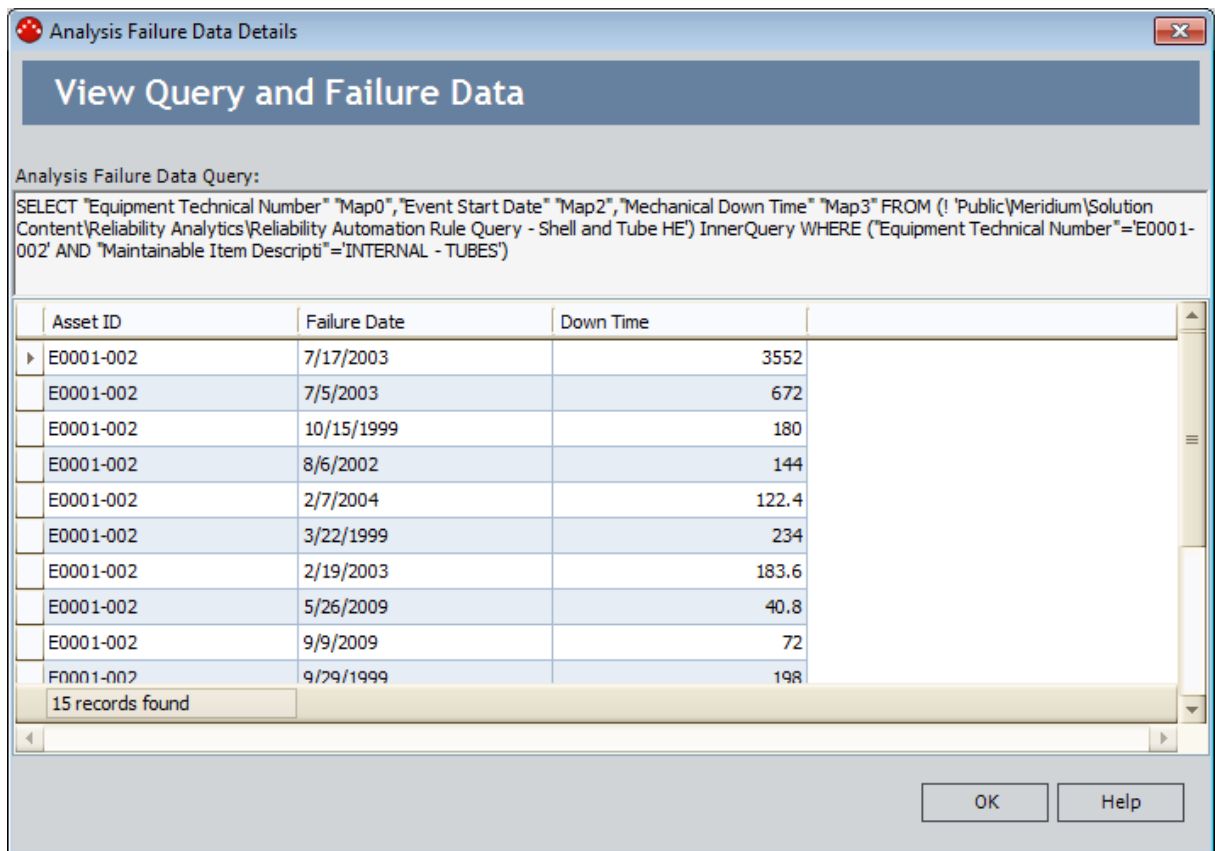 Analysis Failure Data Details
View Query and Failure Data
Analysis Failure Data Query:
SELECT "Equipment Technical Number" "Map0","Event Start Date" "Map2","Mechanical Down Time" "Map3" FROM (! 'Public\Meridium\Solution
Content\Reliability Analytics\Reliability Automation Rule Query - Shell and Tube HE') InnerQuery WHERE ("Equipment Technical Number"='E0001-
002' AND "Maintainable Item Descripti"='INTERNAL - TUBES')
Asset ID Failure Date Down Time
E0001-002 7/17/2003 3552
E0001-002 7/5/2003 672
E0001-002 10/15/1999 180
E0001-002 8/6/2002 144
E0001-002 2/7/2004 122.4
E0001-002 3/22/1999 234
E0001-002 2/19/2003 183.6
E0001-002 5/26/2009 40.8
E0001-002 9/9/2009 72
E0001-002 9/29/1999 198
15 records found
OK Help